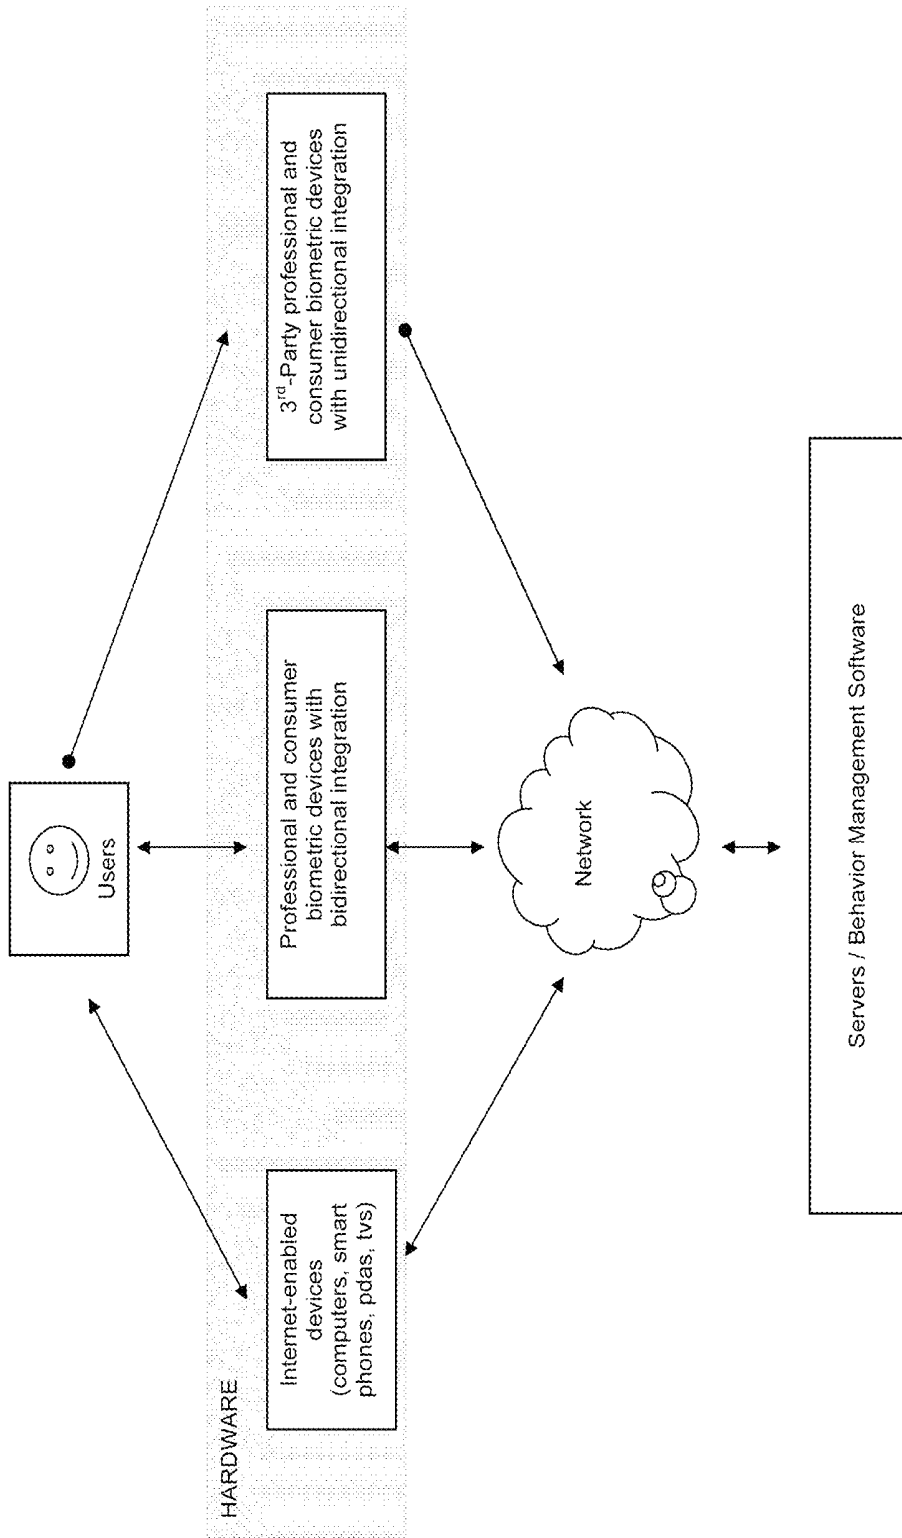 Users
HARDWARE
Internet-enabled
devices
(computers, smart
phones, pdas, tvs)
Professional and consumer
biometric devices with
bidirectional integration
3rd-Party professional and
consumer biometric devices
with unidirectional integration
Network
Servers / Behavior Management Software